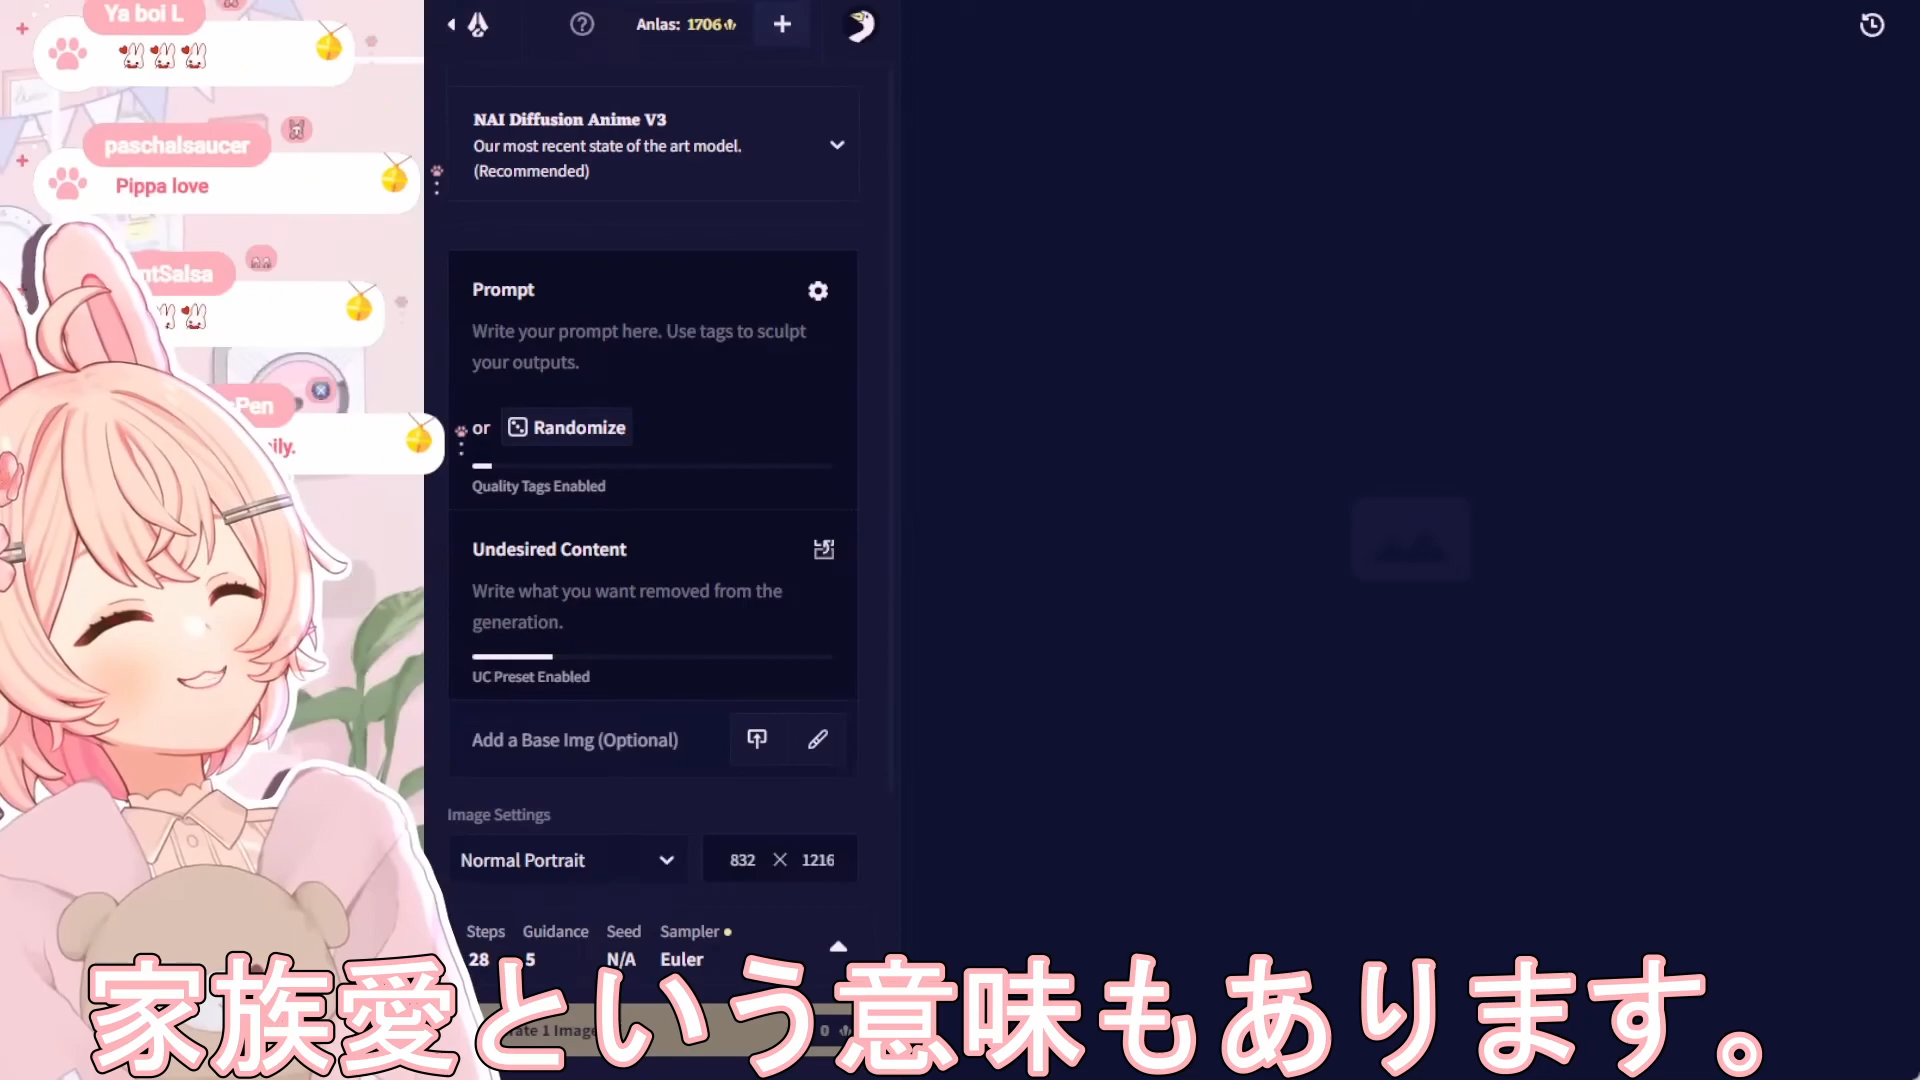 Ya boi L
paschalsaucer
Pippa love
ntSalsa
Pen
ily.
Anlas: 1706
NAI Diffusion Anime V3
Our most recent state of the art model.
(Recommended)
Prompt
Write your prompt here. Use tags to sculpt
your outputs.
or Randomize
Quality Tags Enabled
Undesired Content
Write what you want removed from the
generation.
UC Preset Enabled
Add a Base Img (Optional)
Image Settings
Normal Portrait
832 × 1216
Steps Guidance Seed Sampler
28 5 N/A Euler
rate 1 Image
0
家族愛という意味もあります。